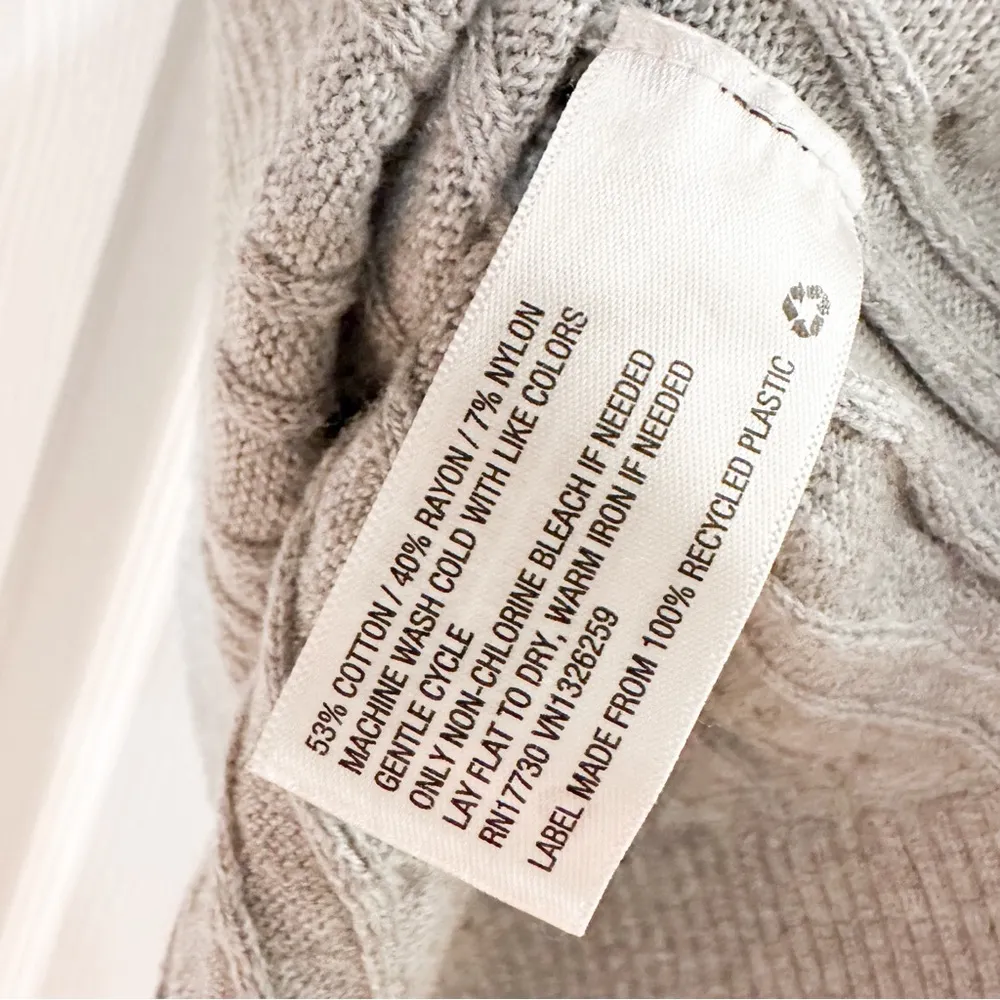 53% COTTON / 40% RAYON / 7% NYLON
MACHINE WASH COLD WITH LIKE COLORS
GENTLE CYCLE
ONLY NON-CHLORINE BLEACH IF NEEDED
LAY FLAT TO DRY, WARM IRON IF NEEDED
RN17730 VN1326259
LABEL MADE FROM 100% RECYCLED PLASTIC